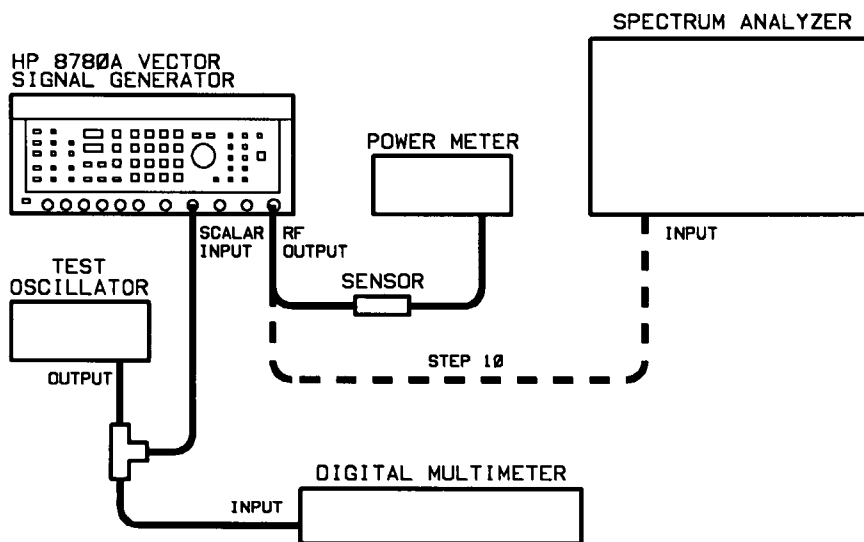 SPECTRUM ANALYZER
HP 8780A VECTOR
SIGNAL GENERATOR
POWER METER
SCALAR
INPUT
RF
OUTPUT
INPUT
TEST
OSCILLATOR
SENSOR
STEP 10
OUTPUT
DIGITAL MULTIMETER
INPUT